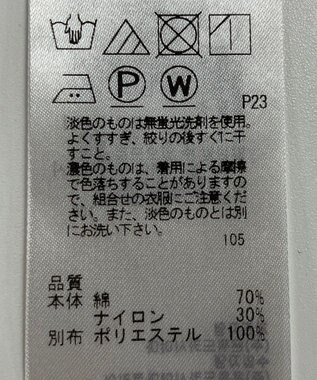 P W P23
淡色のものは無蛍光洗剤を使用。
よくすすぎ、絞りの後すぐに干
すこと。
濃色のものは、着用による摩擦
で色落ちすることがありますの
で、組合せの衣服にご注意くだ
さい。また、淡色のものとは別
にお洗い下さい。
105
品質
本体 綿 70%
ナイロン 30%
別布 ポリエステル 100%